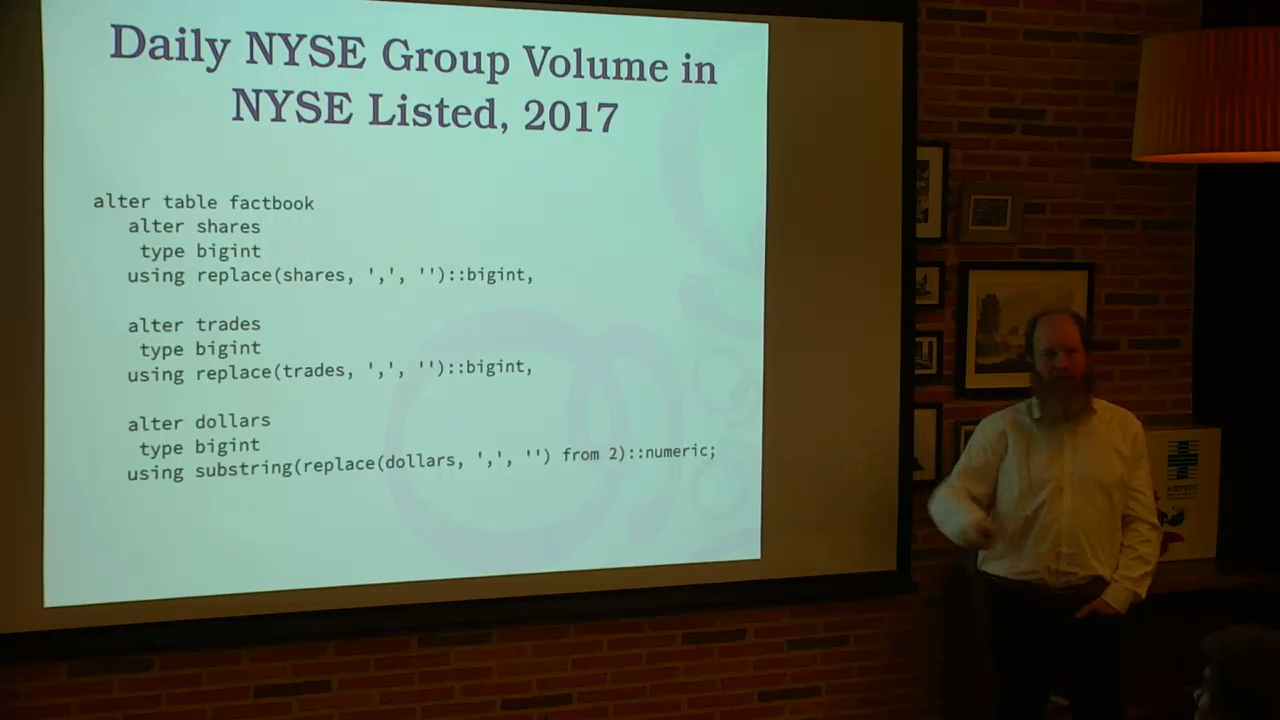 Daily NYSE Group Volume in
NYSE Listed, 2017
alter table factbook
alter shares
type bigint
using replace(shares, ',', '')::bigint,
alter trades
type bigint
using replace(trades, ',', '')::bigint,
alter dollars
type bigint
using substring(replace(dollars, ',', '') from 2)::numeric;